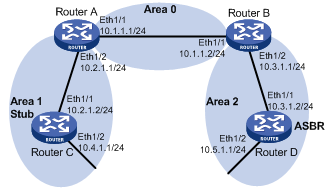 Router A
Area 0
Router B
Eth1/1
10.1.1.1/24
Eth1/1
10.1.1.2/24
ROUTER
ROUTER
Eth1/2
10.2.1.1/24
Eth1/2
10.3.1.1/24
Area 1
Stub
Eth1/1
10.2.1.2/24
Area 2
Eth1/1
10.3.1.2/24
ROUTER
Eth1/2
10.4.1.1/24
Eth1/2
10.5.1.1/24
ROUTER
ASBR
Router C
Router D